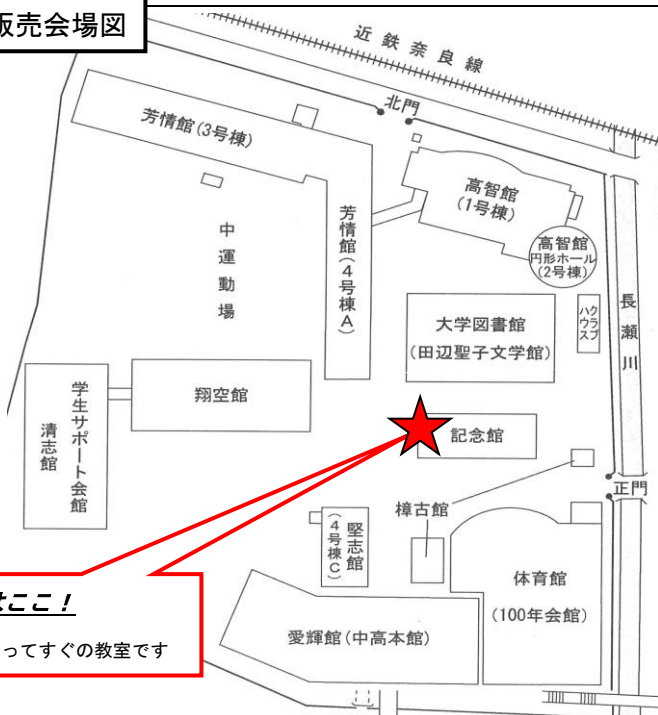 販売会場図
近鉄奈良線
北門
芳情館(3号棟)
高智館
(1号棟)
高智館
円形ホール
(2号棟)
中運動場
芳情館(4号棟A)
クラブ
ハウス
長瀬川
大学図書館
(田辺聖子文学館)
翔空館
学生サポート会館
清志館
記念館
正門
樟古館
堅志館
(4号棟C)
体育館
(100年会館)
愛輝館(中高本館)
はここ!
ってすぐの教室です